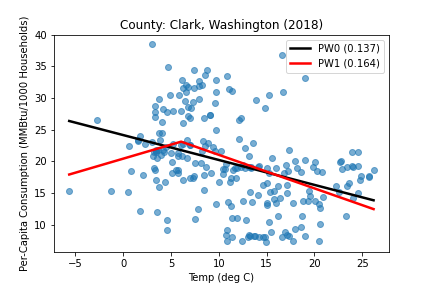 County: Clark, Washington (2018)
Per-Capita Consumption (MMBtu/1000 Households)
40
35
30
25
20
15
10
PW0 (0.137)
PW1 (0.164)
−5
0
5
10
15
20
25
Temp (deg C)